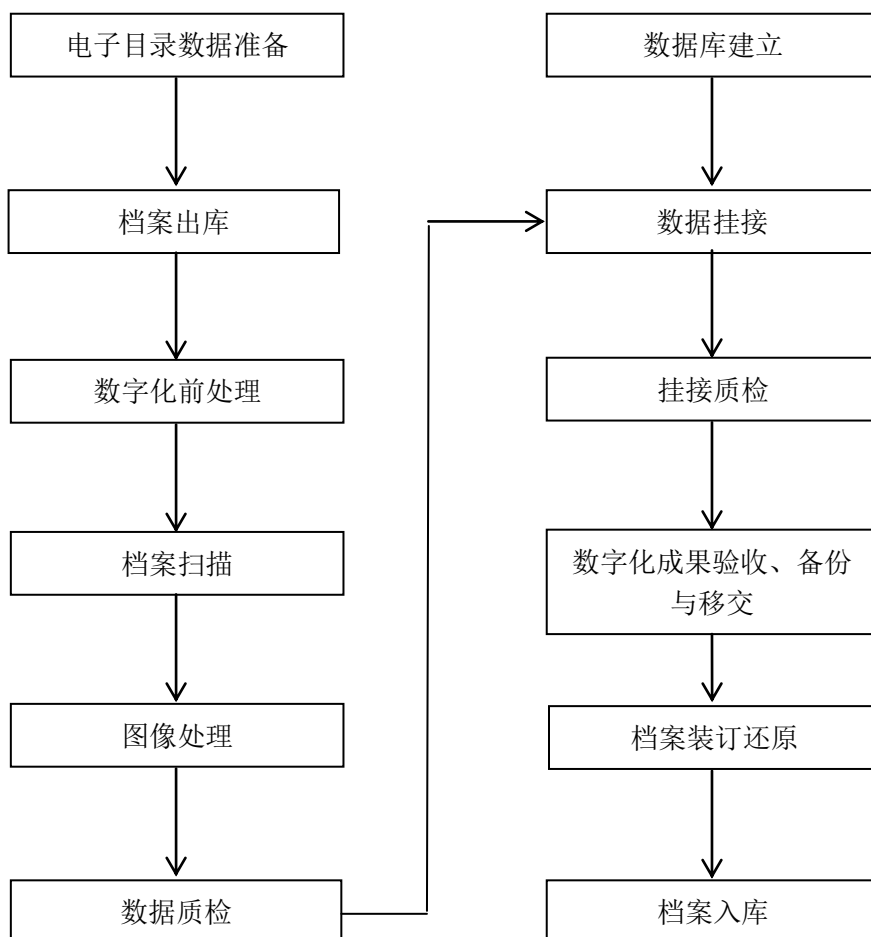 电子目录数据准备
档案出库
数字化前处理
档案扫描
图像处理
数据质检
数据库建立
数据挂接
挂接质检
数字化成果验收、备份
与移交
档案装订还原
档案入库